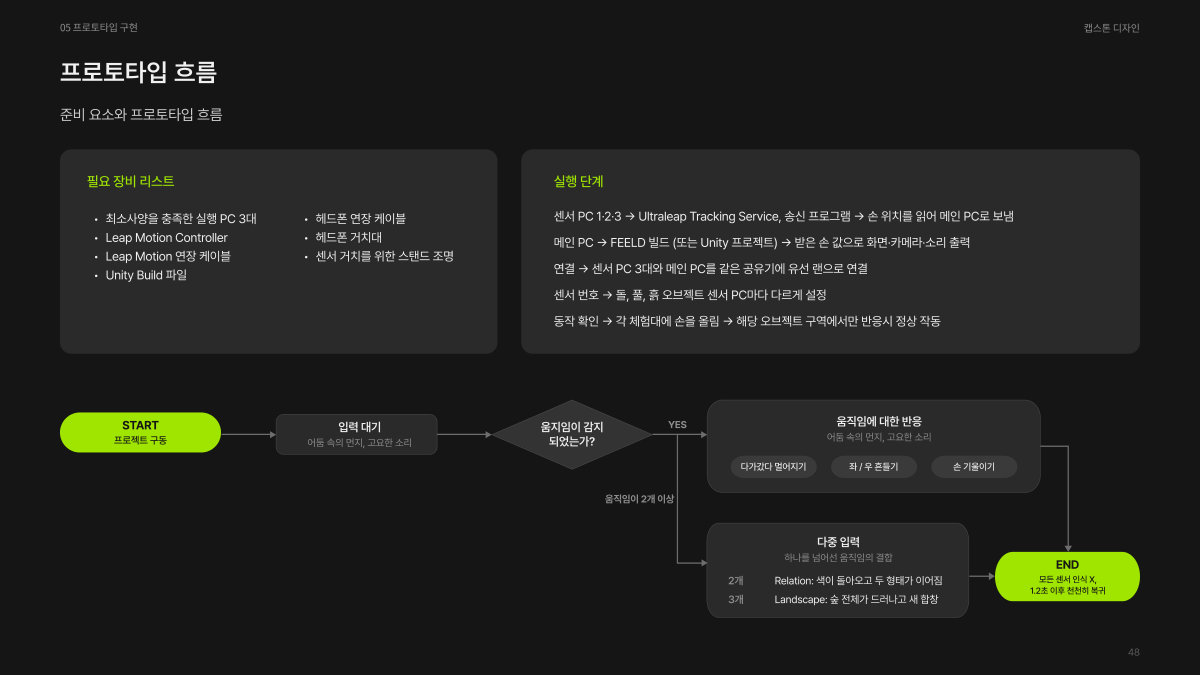 05 프로토타입 구현
캡스톤 디자인
프로토타입 흐름
준비 요소와 프로토타입 흐름
필요 장비 리스트
• 최소사양을 충족한 실행 PC 3대
• Leap Motion Controller
• Leap Motion 연장 케이블
• Unity Build 파일
• 헤드폰 연장 케이블
• 헤드폰 거치대
• 센서 거치를 위한 스탠드 조명
실행 단계
센서 PC 1·2·3 → Ultraleap Tracking Service, 송신 프로그램 → 손 위치를 읽어 메인 PC로 보냄
메인 PC → FEELD 빌드 (또는 Unity 프로젝트) → 받은 손 값으로 화면·카메라·소리 출력
연결 → 센서 PC 3대와 메인 PC를 같은 공유기에 유선 랜으로 연결
센서 번호 → 돌, 풀, 흙 오브젝트 센서 PC마다 다르게 설정
동작 확인 → 각 체험대에 손을 올림 → 해당 오브젝트 구역에서만 반응시 정상 작동
START
프로젝트 구동
입력 대기
어둠 속의 먼지, 고요한 소리
움지임이 감지
되었는가?
YES
움직임이 2개 이상
움직임에 대한 반응
어둠 속의 먼지, 고요한 소리
다가갔다 멀어지기
좌 / 우 흔들기
손 기울이기
다중 입력
하나를 넘어선 움직임의 결합
2개 Relation: 색이 돌아오고 두 형태가 이어짐
3개 Landscape: 숲 전체가 드러나고 새 합창
END
모든 센서 인식 X,
1.2초 이후 천천히 복귀
48